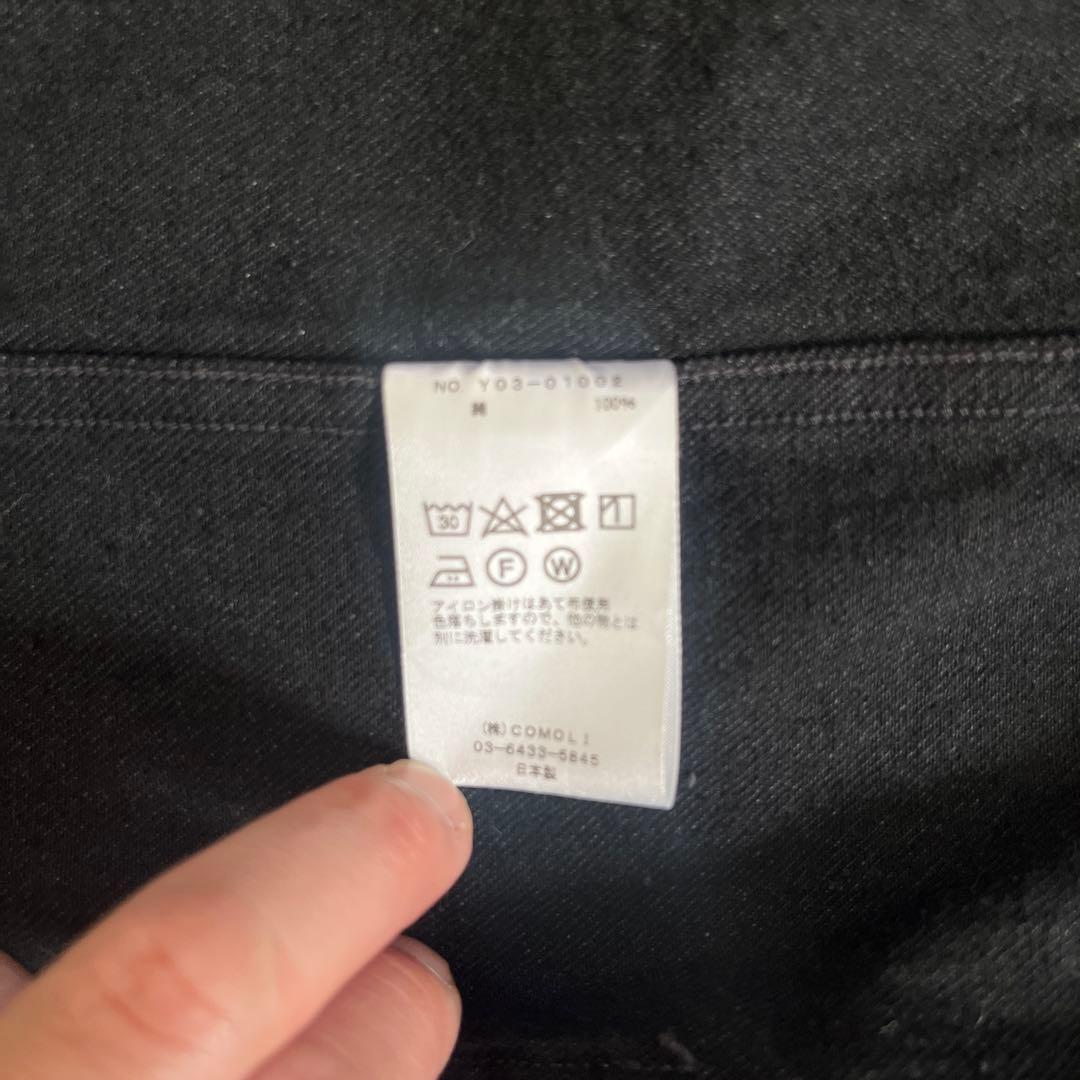 NO. Y03-01002
綿 100%
30
F W
アイロン掛けはあて布使用
色落ちしますので、他の物とは
別に洗濯してください。
(株)COMOLI
03-6433-5845
日本製